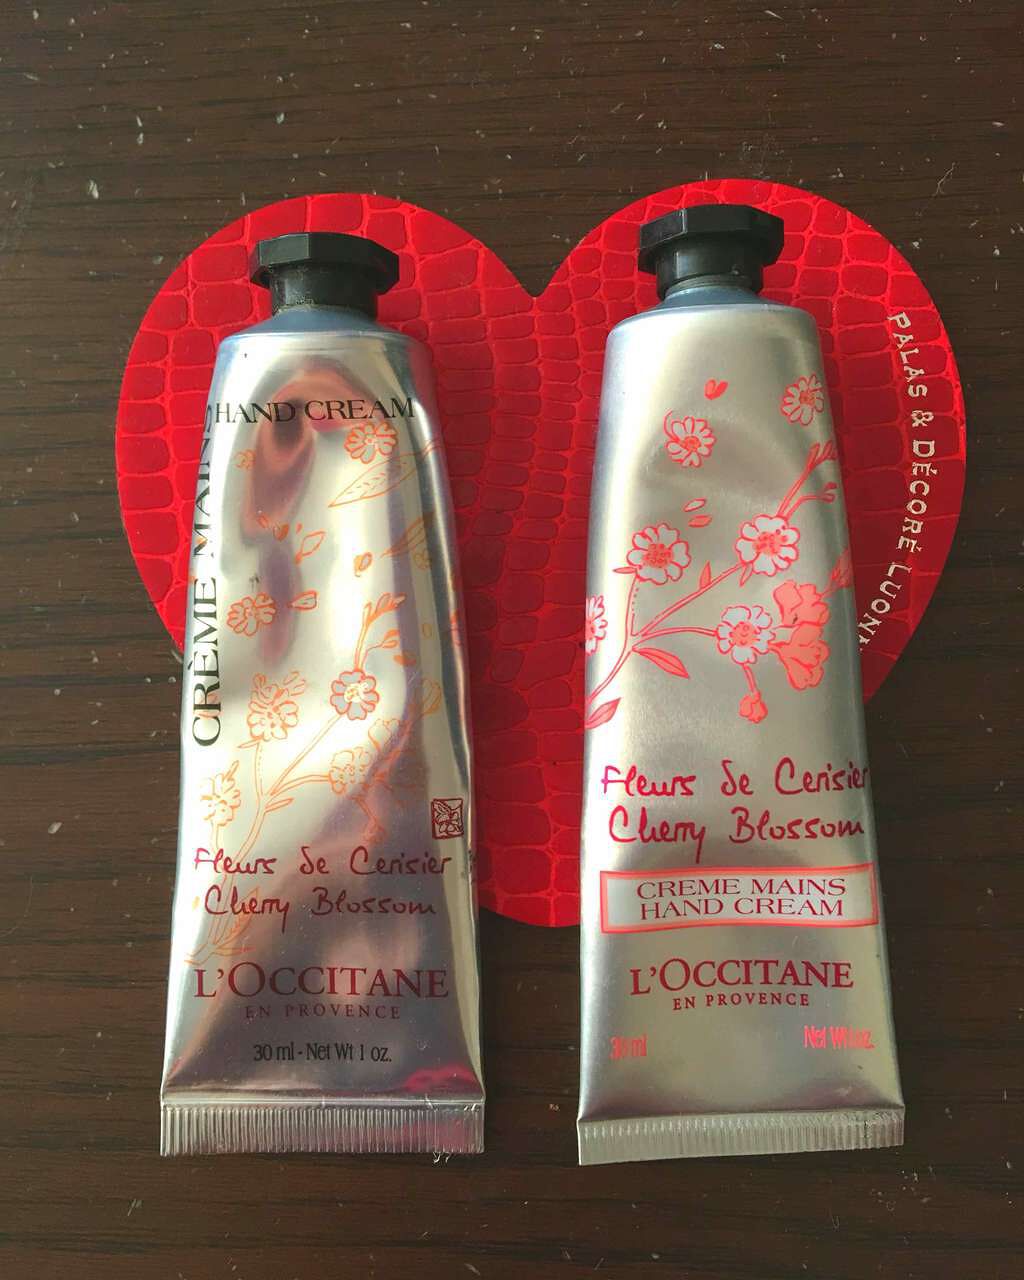 HAND CREAM
CRÈME MAINS
Fleurs de Cerisier
Cherry Blossom
L'OCCITANE
EN PROVENCE
30 ml - Net Wt 1 oz.
Fleurs de Cerisier
Cherry Blossom
CREME MAINS
HAND CREAM
L'OCCITANE
EN PROVENCE
30 ml Net Wt 1 oz.
PALAS & DÉCORÉ